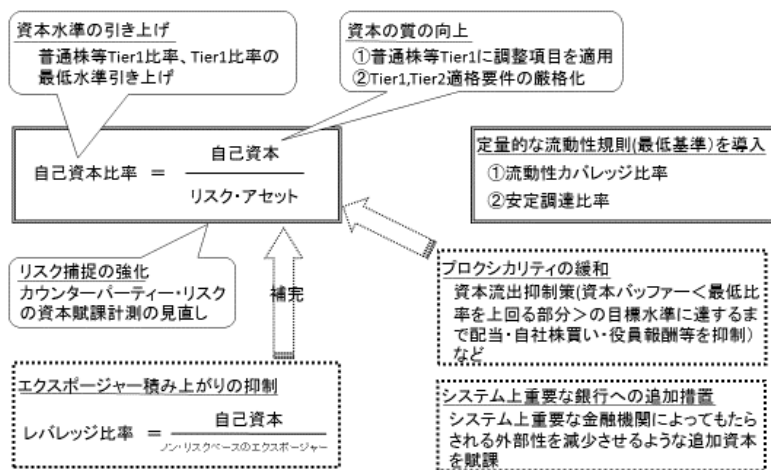 資本水準の引き上げ
普通株等Tier1比率、Tier1比率の
最低水準引き上げ
資本の質の向上
①普通株等Tier1に調整項目を適用
②Tier1,Tier2適格要件の厳格化
自己資本比率 = 自己資本
リスク・アセット
定量的な流動性規則(最低基準)を導入
①流動性カバレッジ比率
②安定調達比率
リスク捕捉の強化
カウンターパーティー・リスク
の資本賦課計測の見直し
補完
プロクシカリティの緩和
資本流出抑制策(資本バッファー<最低比
率を上回る部分>の目標水準に達するま
で配当・自社株買い・役員報酬等を抑制)
など
エクスポージャー積み上がりの抑制
レバレッジ比率 = 自己資本
ノン・リスクベースのエクスポージャー
システム上重要な銀行への追加措置
システム上重要な金融機関によってもたら
される外部性を減少させるような追加資本
を賦課